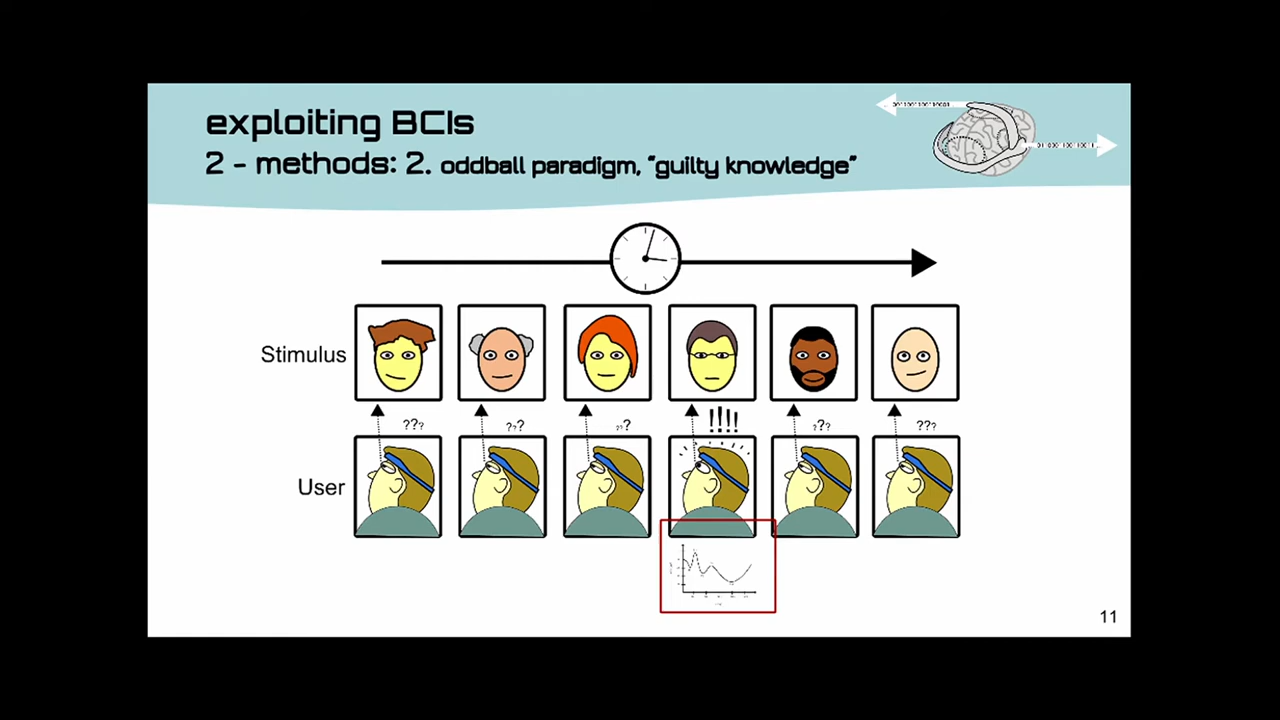 exploiting BCIs
2 - methods: 2. oddball paradigm, "guilty knowledge"
Stimulus
??? ??? ??? !!!! ??? ???
User
11